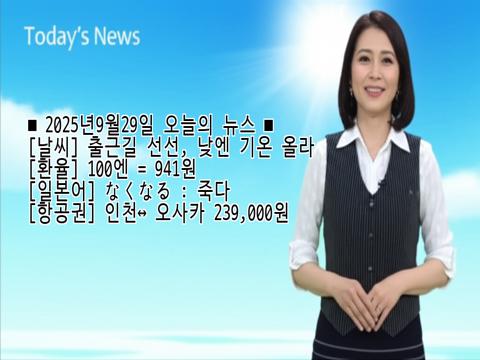 Today's News
■ 2025년9월29일 오늘의 뉴스 ■
[날씨] 출근길 선선, 낮엔 기온 올라
[환율] 100엔 = 941원
[일본어] なくなる : 죽다
[항공권] 인천↔ 오사카 239,000원